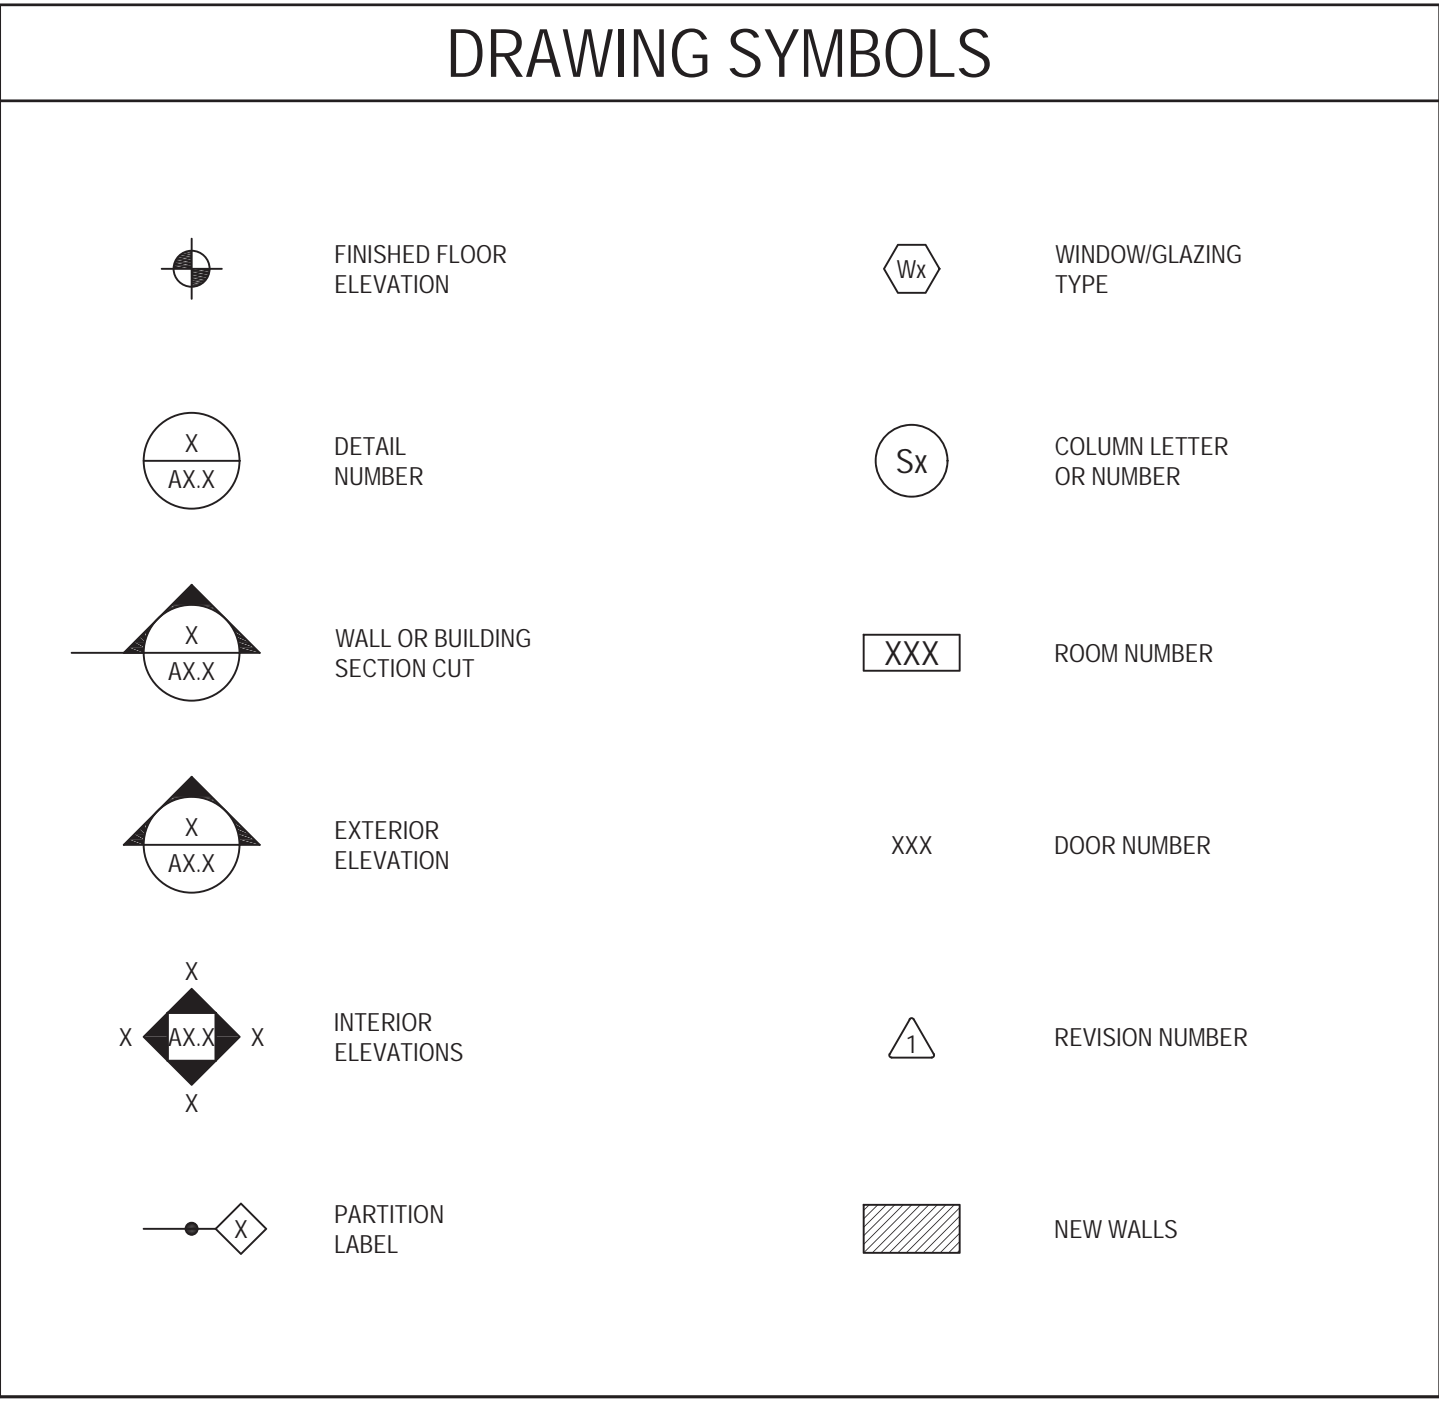 DRAWING SYMBOLS
FINISHED FLOOR
ELEVATION
X
AX.X
DETAIL
NUMBER
X
AX.X
WALL OR BUILDING
SECTION CUT
X
AX.X
EXTERIOR
ELEVATION
X
X AX.X X
X
INTERIOR
ELEVATIONS
X
PARTITION
LABEL
Wx
WINDOW/GLAZING
TYPE
Sx
COLUMN LETTER
OR NUMBER
XXX
ROOM NUMBER
XXX
DOOR NUMBER
1
REVISION NUMBER
NEW WALLS